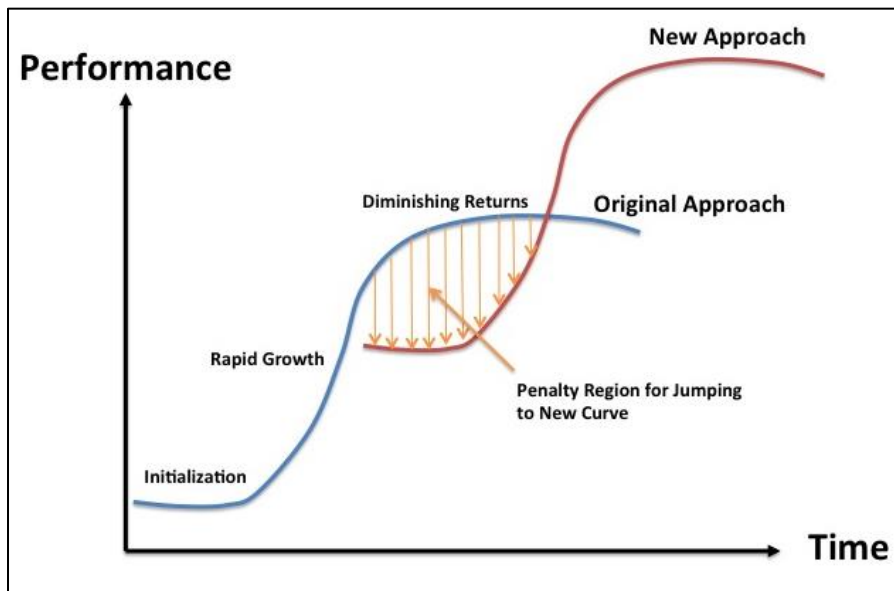 New Approach
Performance
Diminishing Returns
Original Approach
Rapid Growth
Penalty Region for Jumping
to New Curve
Initialization
Time